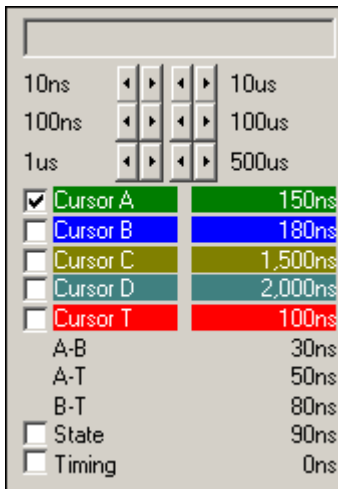 10ns 10us
100ns 100us
1us 500us
Cursor A 150ns
Cursor B 180ns
Cursor C 1,500ns
Cursor D 2,000ns
Cursor T 100ns
A-B 30ns
A-T 50ns
B-T 80ns
State 90ns
Timing 0ns